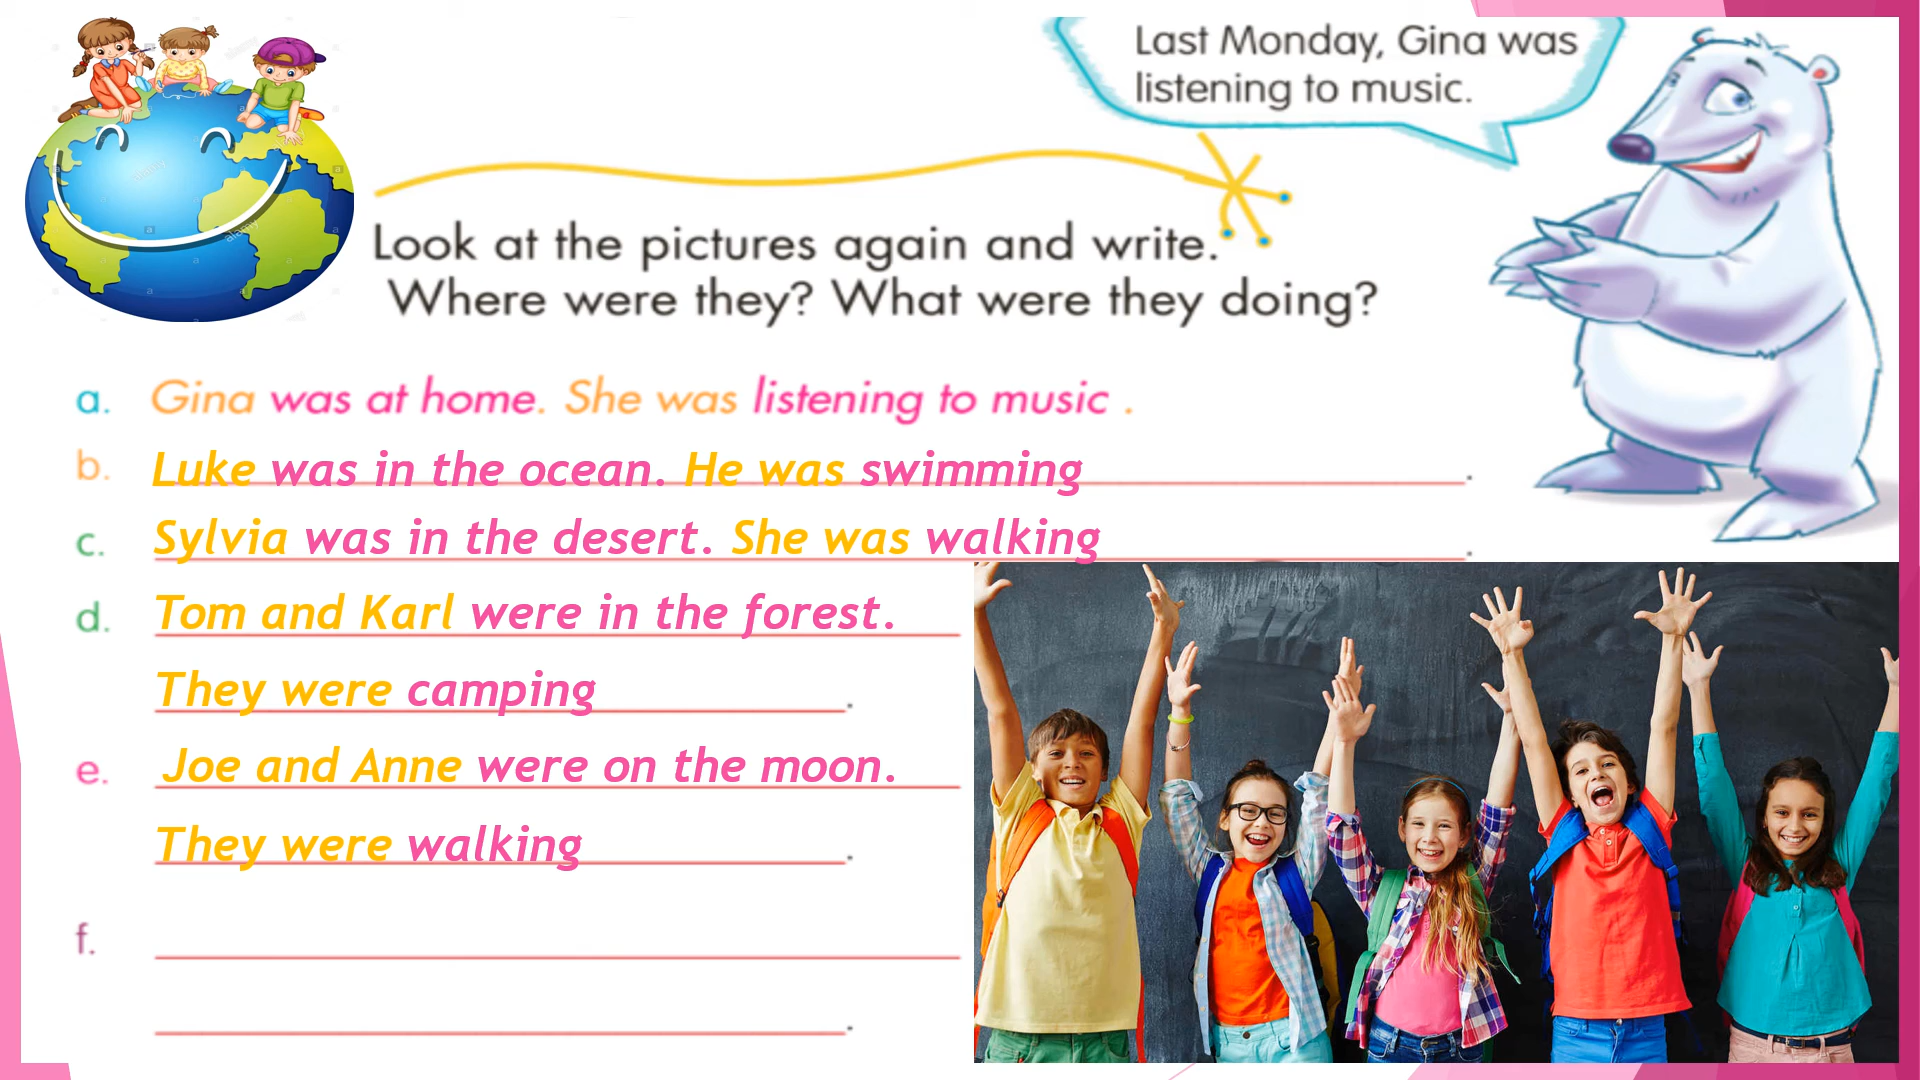 Last Monday, Gina was
listening to music.
Look at the pictures again and write.
Where were they? What were they doing?
a. Gina was at home. She was listening to music .
b. Luke was in the ocean. He was swimming .
c. Sylvia was in the desert. She was walking .
d. Tom and Karl were in the forest.
They were camping .
e. Joe and Anne were on the moon.
They were walking .
f.
.